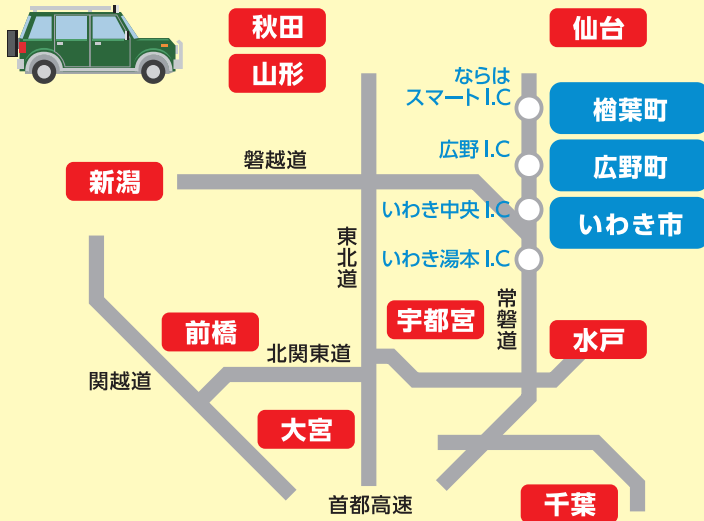 秋田
仙台
山形
ならは
スマートI.C
楢葉町
広野I.C
広野町
磐越道
新潟
いわき中央I.C
いわき市
東北道
いわき湯本I.C
常磐道
宇都宮
前橋
水戸
北関東道
関越道
大宮
首都高速
千葉